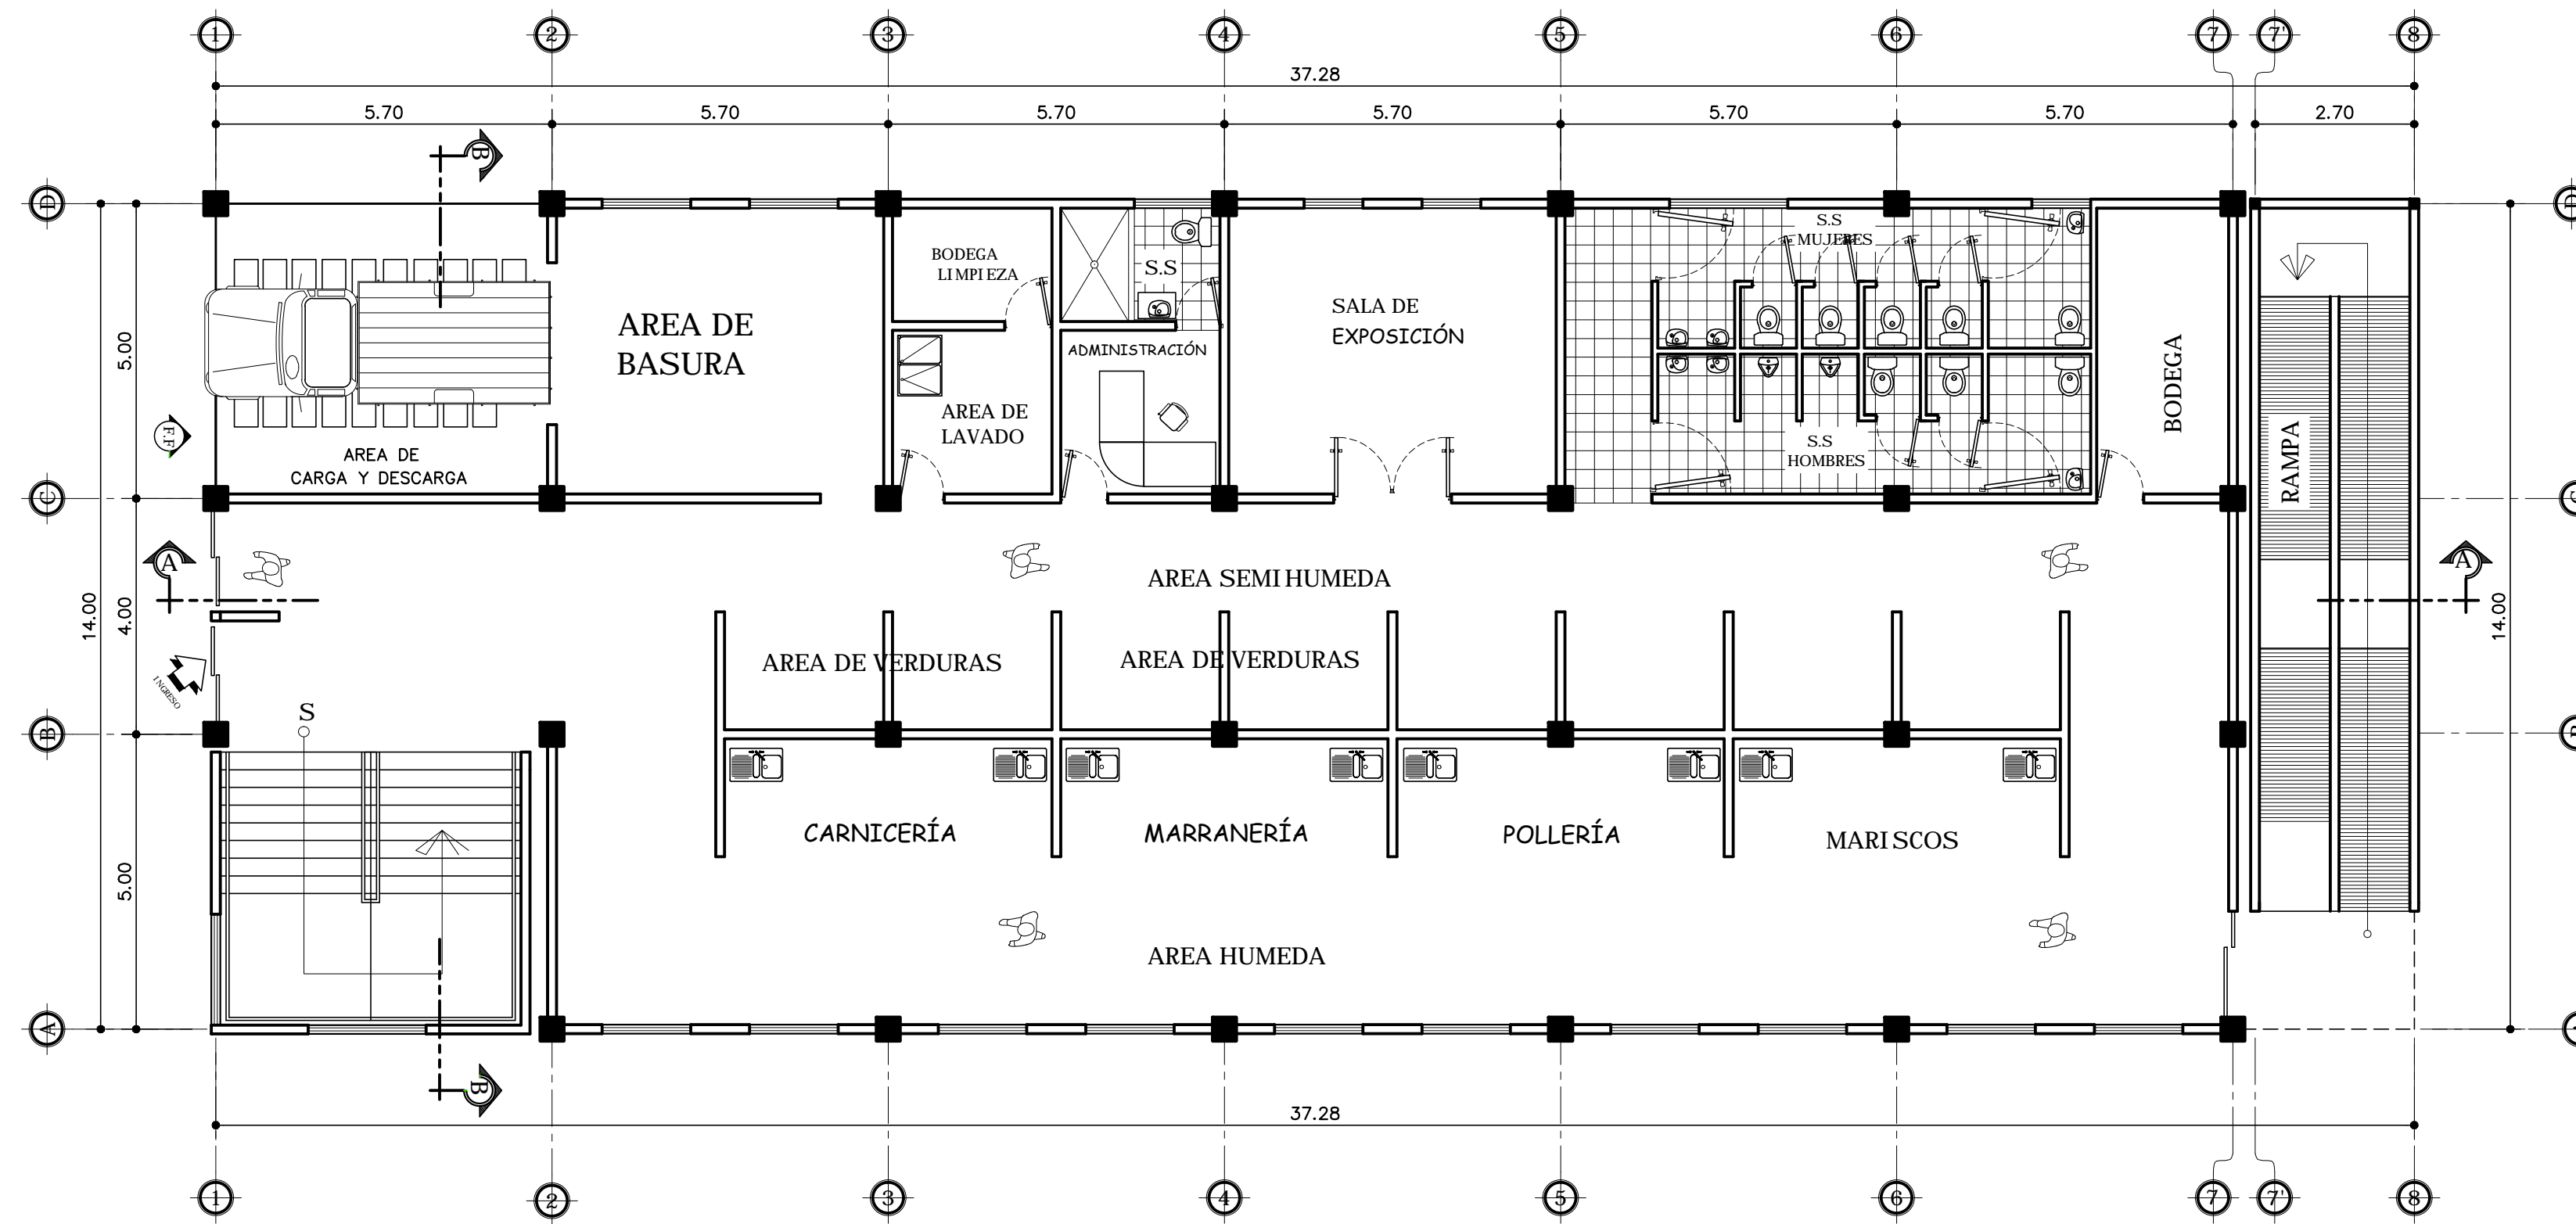 1 2 3 4 5 6 7 7' 8
37.28
5.70 5.70 5.70 5.70 5.70 5.70 2.70
B
D D
BODEGA
LIMPIEZA
S.S
S.S
MUJERES
SALA DE
EXPOSICIÓN
AREA DE
BASURA
ADMINISTRACIÓN
5.00
BODEGA
AREA DE
LAVADO
RAMPA
F.F.
S.S
HOMBRES
AREA DE
CARGA Y DESCARGA
C
A A
AREA SEMI HUMEDA
14.00 4.00 14.00
AREA DE VERDURAS AREA DE VERDURAS
INGRESO
S
B
CARNICERÍA MARRANERÍA POLLERÍA MARISCOS
5.00
AREA HUMEDA
A
B
37.28
1 2 3 4 5 6 7 7' 8